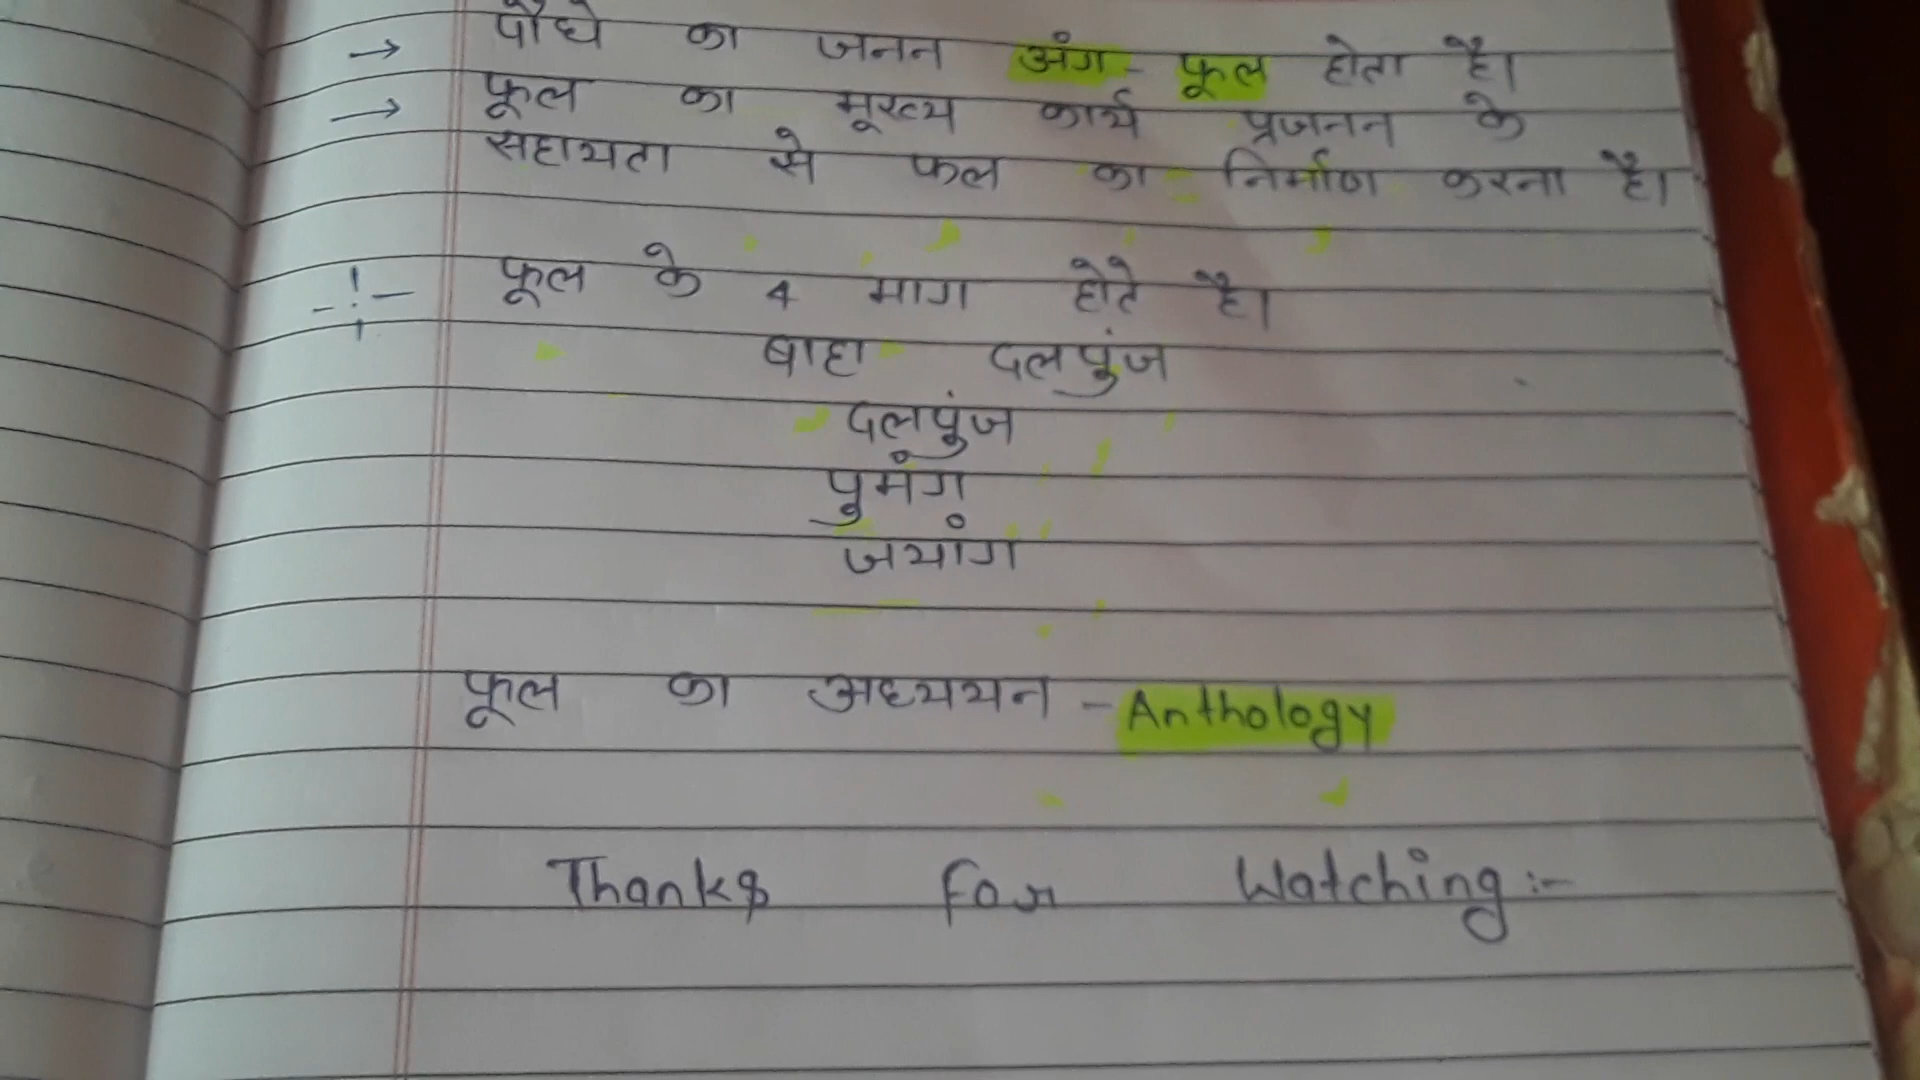 → पौधे का जनन अंग - फूल होता है।
→ फूल का मूख्य कार्य प्रजनन के
सहायता से फल का निर्माण करना है।
फूल के 4 भाग होते है।
बाहा दलपुंज
दलपुंज
पुमंग
जयांग
फूल का अध्ययन - Anthology
Thanks for Watching :-